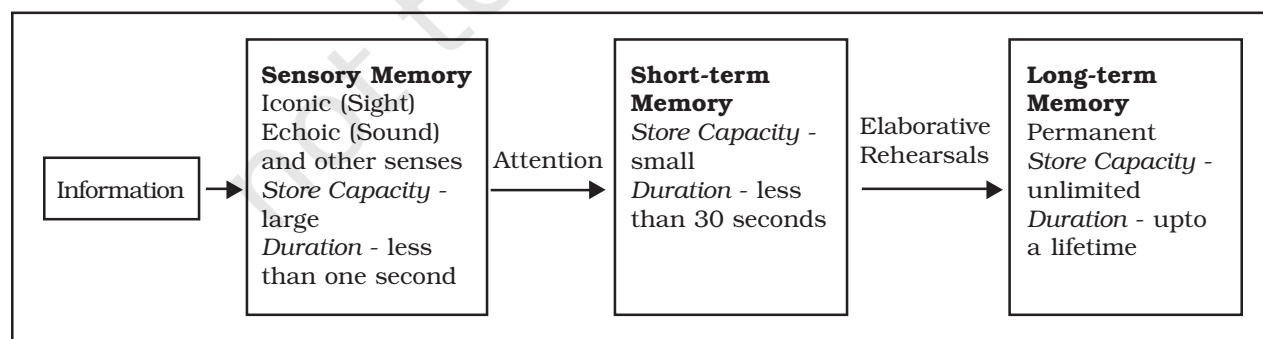 not to
Information
Sensory Memory
Iconic (Sight)
Echoic (Sound)
and other senses
Store Capacity -
large
Duration - less
than one second
Attention
Short-term
Memory
Store Capacity -
small
Duration - less
than 30 seconds
Elaborative
Rehearsals
Long-term
Memory
Permanent
Store Capacity -
unlimited
Duration - upto
a lifetime